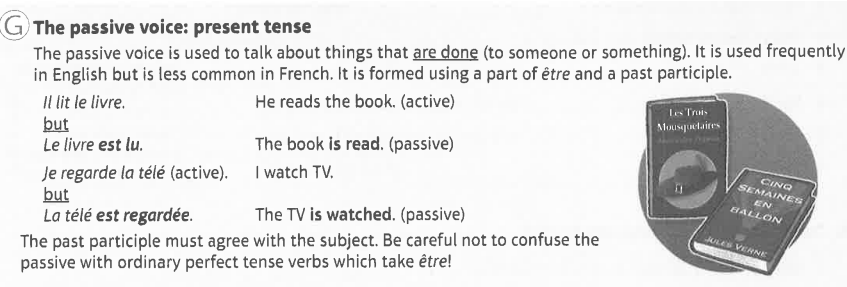 G The passive voice: present tense
The passive voice is used to talk about things that are done (to someone or something). It is used frequently
in English but is less common in French. It is formed using a part of être and a past participle.
Il lit le livre. He reads the book. (active)
but
Le livre est lu. The book is read. (passive)
Je regarde la télé (active). I watch TV.
but
La télé est regardée. The TV is watched. (passive)
The past participle must agree with the subject. Be careful not to confuse the
passive with ordinary perfect tense verbs which take être!
Les Trois
Mousquetaires
CINQ
SEMAINES
EN
BALLON
JULES VERNE